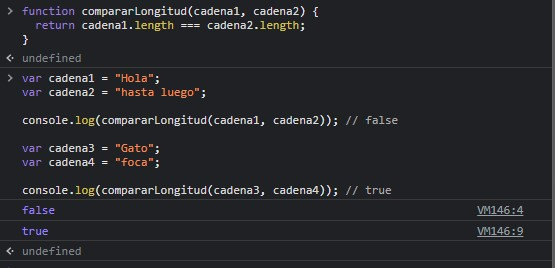 > function compararLongitud(cadena1, cadena2) {
    return cadena1.length === cadena2.length;
  }
<· undefined
> var cadena1 = "Hola";
  var cadena2 = "hasta luego";

  console.log(compararLongitud(cadena1, cadena2)); // false

  var cadena3 = "Gato";
  var cadena4 = "foca";

  console.log(compararLongitud(cadena3, cadena4)); // true
false VM146:4
true VM146:9
<· undefined